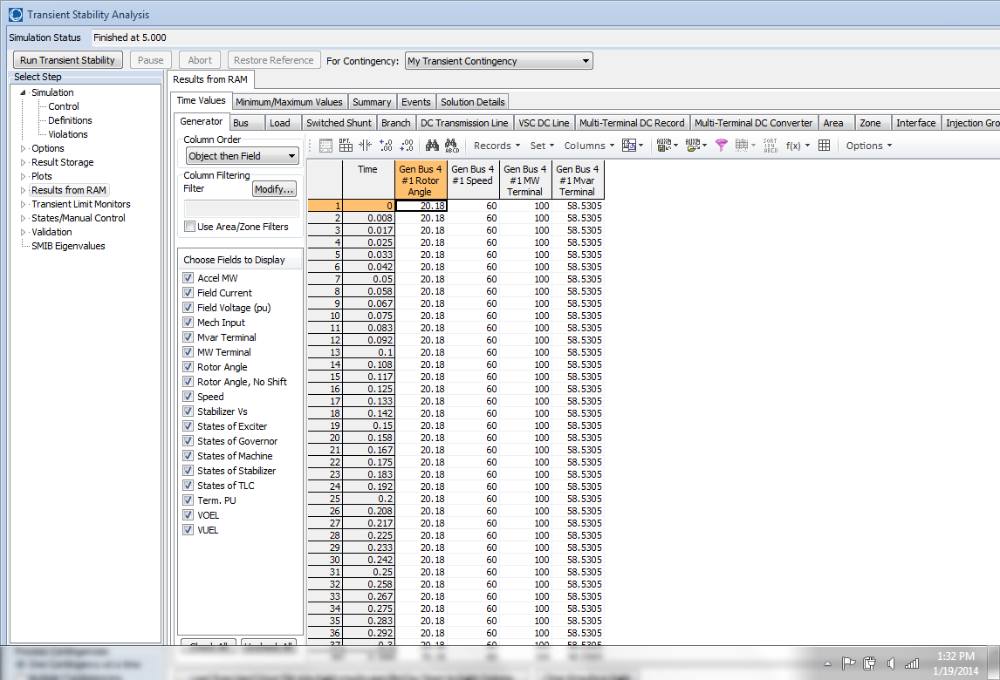 Transient Stability Analysis
Simulation Status Finished at 5.000
Run Transient Stability Pause Abort Restore Reference For Contingency: My Transient Contingency
Select Step
Simulation
Control
Definitions
Violations
Options
Result Storage
Plots
Results from RAM
Transient Limit Monitors
States/Manual Control
Validation
SMIB Eigenvalues
Results from RAM
Time Values Minimum/Maximum Values Summary Events Solution Details
Generator Bus Load Switched Shunt Branch DC Transmission Line VSC DC Line Multi-Terminal DC Record Multi-Terminal DC Converter Area Zone Interface Injection Gro
Column Order
Object then Field
Column Filtering
Filter Modify...
Use Area/Zone Filters
Choose Fields to Display
Accel MW
Field Current
Field Voltage (pu)
Mech Input
Mvar Terminal
MW Terminal
Rotor Angle
Rotor Angle, No Shift
Speed
Stabilizer Vs
States of Exciter
States of Governor
States of Machine
States of Stabilizer
States of TLC
Term. PU
VOEL
VUEL
Records Set Columns f(x) Options
Time Gen Bus 4 #1 Rotor Angle Gen Bus 4 #1 Speed Gen Bus 4 #1 MW Terminal Gen Bus 4 #1 Mvar Terminal
1 0 20.18 60 100 58.5305
2 0.008 20.18 60 100 58.5305
3 0.017 20.18 60 100 58.5305
4 0.025 20.18 60 100 58.5305
5 0.033 20.18 60 100 58.5305
6 0.042 20.18 60 100 58.5305
7 0.05 20.18 60 100 58.5305
8 0.058 20.18 60 100 58.5305
9 0.067 20.18 60 100 58.5305
10 0.075 20.18 60 100 58.5305
11 0.083 20.18 60 100 58.5305
12 0.092 20.18 60 100 58.5305
13 0.1 20.18 60 100 58.5305
14 0.108 20.18 60 100 58.5305
15 0.117 20.18 60 100 58.5305
16 0.125 20.18 60 100 58.5305
17 0.133 20.18 60 100 58.5305
18 0.142 20.18 60 100 58.5305
19 0.15 20.18 60 100 58.5305
20 0.158 20.18 60 100 58.5305
21 0.167 20.18 60 100 58.5305
22 0.175 20.18 60 100 58.5305
23 0.183 20.18 60 100 58.5305
24 0.192 20.18 60 100 58.5305
25 0.2 20.18 60 100 58.5305
26 0.208 20.18 60 100 58.5305
27 0.217 20.18 60 100 58.5305
28 0.225 20.18 60 100 58.5305
29 0.233 20.18 60 100 58.5305
30 0.242 20.18 60 100 58.5305
31 0.25 20.18 60 100 58.5305
32 0.258 20.18 60 100 58.5305
33 0.267 20.18 60 100 58.5305
34 0.275 20.18 60 100 58.5305
35 0.283 20.18 60 100 58.5305
36 0.292 20.18 60 100 58.5305
1:32 PM
1/19/2014